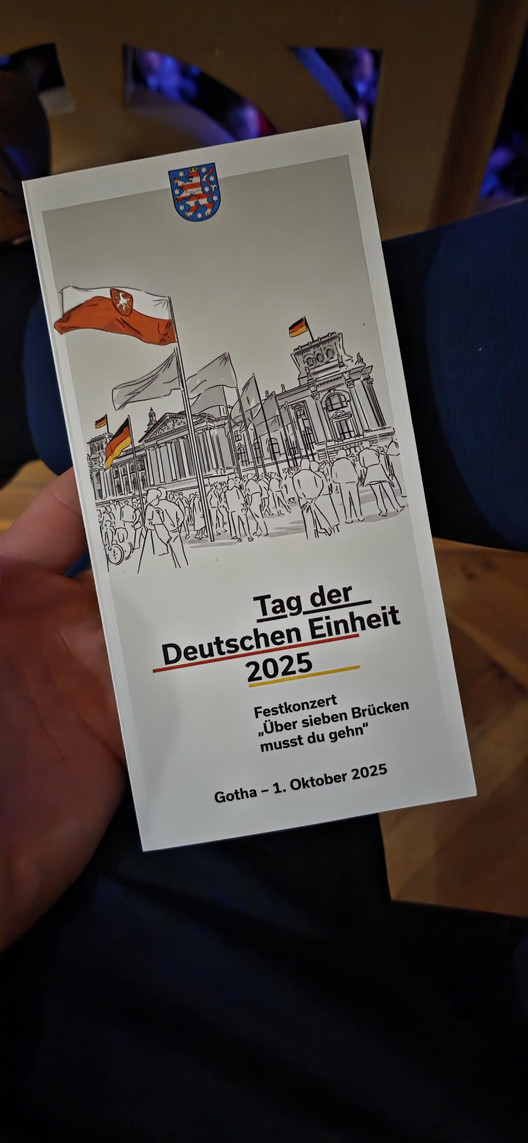 Tag der
Deutschen Einheit
2025
Festkonzert
„Über sieben Brücken
musst du gehn“
Gotha – 1. Oktober 2025